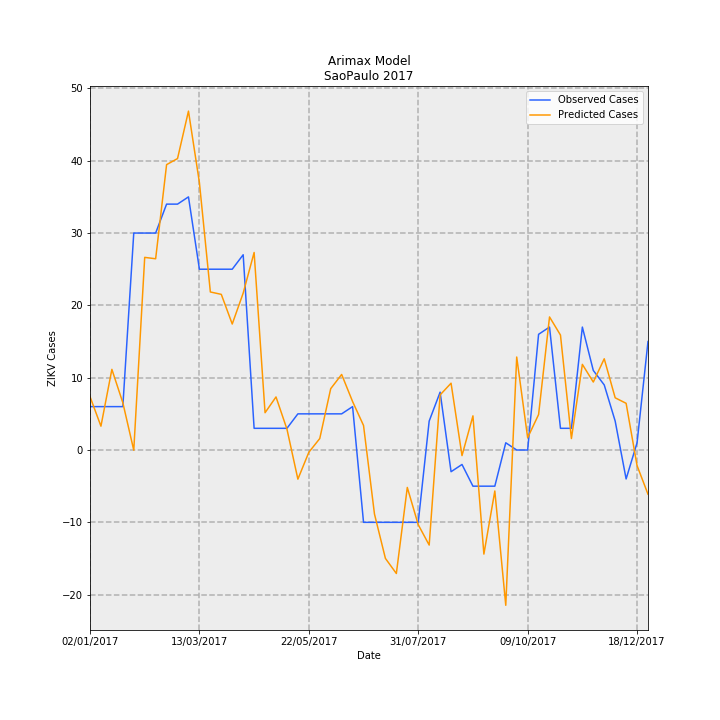 Arimax Model
SaoPaulo 2017
Observed Cases
Predicted Cases
50
40
30
20
10
0
−10
−20
ZIKV Cases
02/01/2017 13/03/2017 22/05/2017 31/07/2017 09/10/2017 18/12/2017
Date